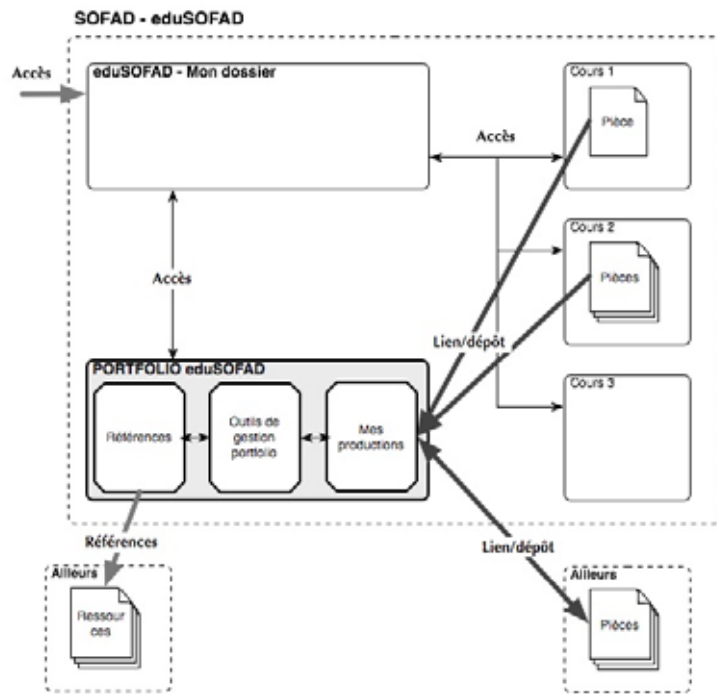 SOFAD - eduSOFAD
Accès
eduSOFAD - Mon dossier
Cours 1
Pièce
Accès
Cours 2
Pièces
Accès
Lien/dépôt
PORTFOLIO eduSOFAD
Cours 3
Références
Outils de
gestion
portfolio
Mes
productions
Références
Lien/dépôt
Ailleurs
Ressour
ces
Ailleurs
Pièces